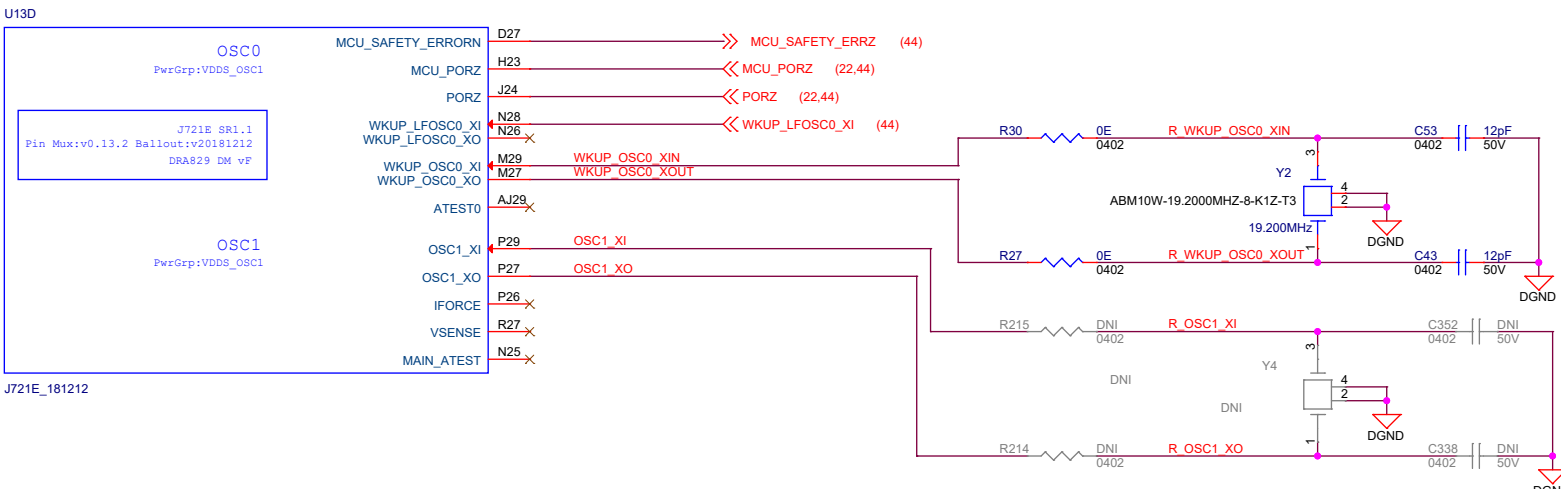 U13D
OSC0
PwrGrp:VDDS_OSC1
J721E SR1.1
Pin Mux:v0.13.2 Ballout:v20181212
DRA829 DM vF
OSC1
PwrGrp:VDDS_OSC1
MCU_SAFETY_ERRORN D27 MCU_SAFETY_ERRZ (44)
MCU_PORZ H23 MCU_PORZ (22,44)
PORZ J24 PORZ (22,44)
WKUP_LFOSC0_XI N28 WKUP_LFOSC0_XI (44)
WKUP_LFOSC0_XO N26
WKUP_OSC0_XI M29 WKUP_OSC0_XIN
WKUP_OSC0_XO M27 WKUP_OSC0_XOUT
ATEST0 AJ29
OSC1_XI P29 OSC1_XI
OSC1_XO P27 OSC1_XO
IFORCE P26
VSENSE R27
MAIN_ATEST N25
J721E_181212
R30 0E R_WKUP_OSC0_XIN C53 12pF
0402 0402 50V
3
Y2
4
ABM10W-19.2000MHZ-8-K1Z-T3 2
19.200MHz
DGND
1
R27 0E R_WKUP_OSC0_XOUT C43 12pF
0402 0402 50V
DGND
R215 DNI R_OSC1_XI C352 DNI
0402 0402 50V
3
Y4
DNI 4
2
DNI
DGND
1
R214 DNI R_OSC1_XO C338 DNI
0402 0402 50V